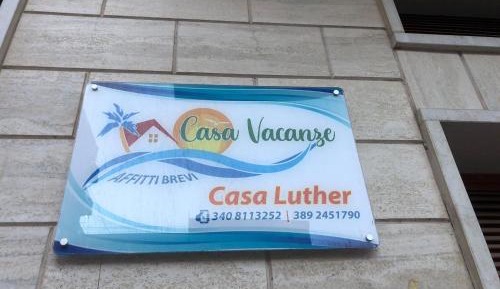 Casa Vacanze
AFFITTI BREVI
Casa Luther
340 8113252 | 389 2451790